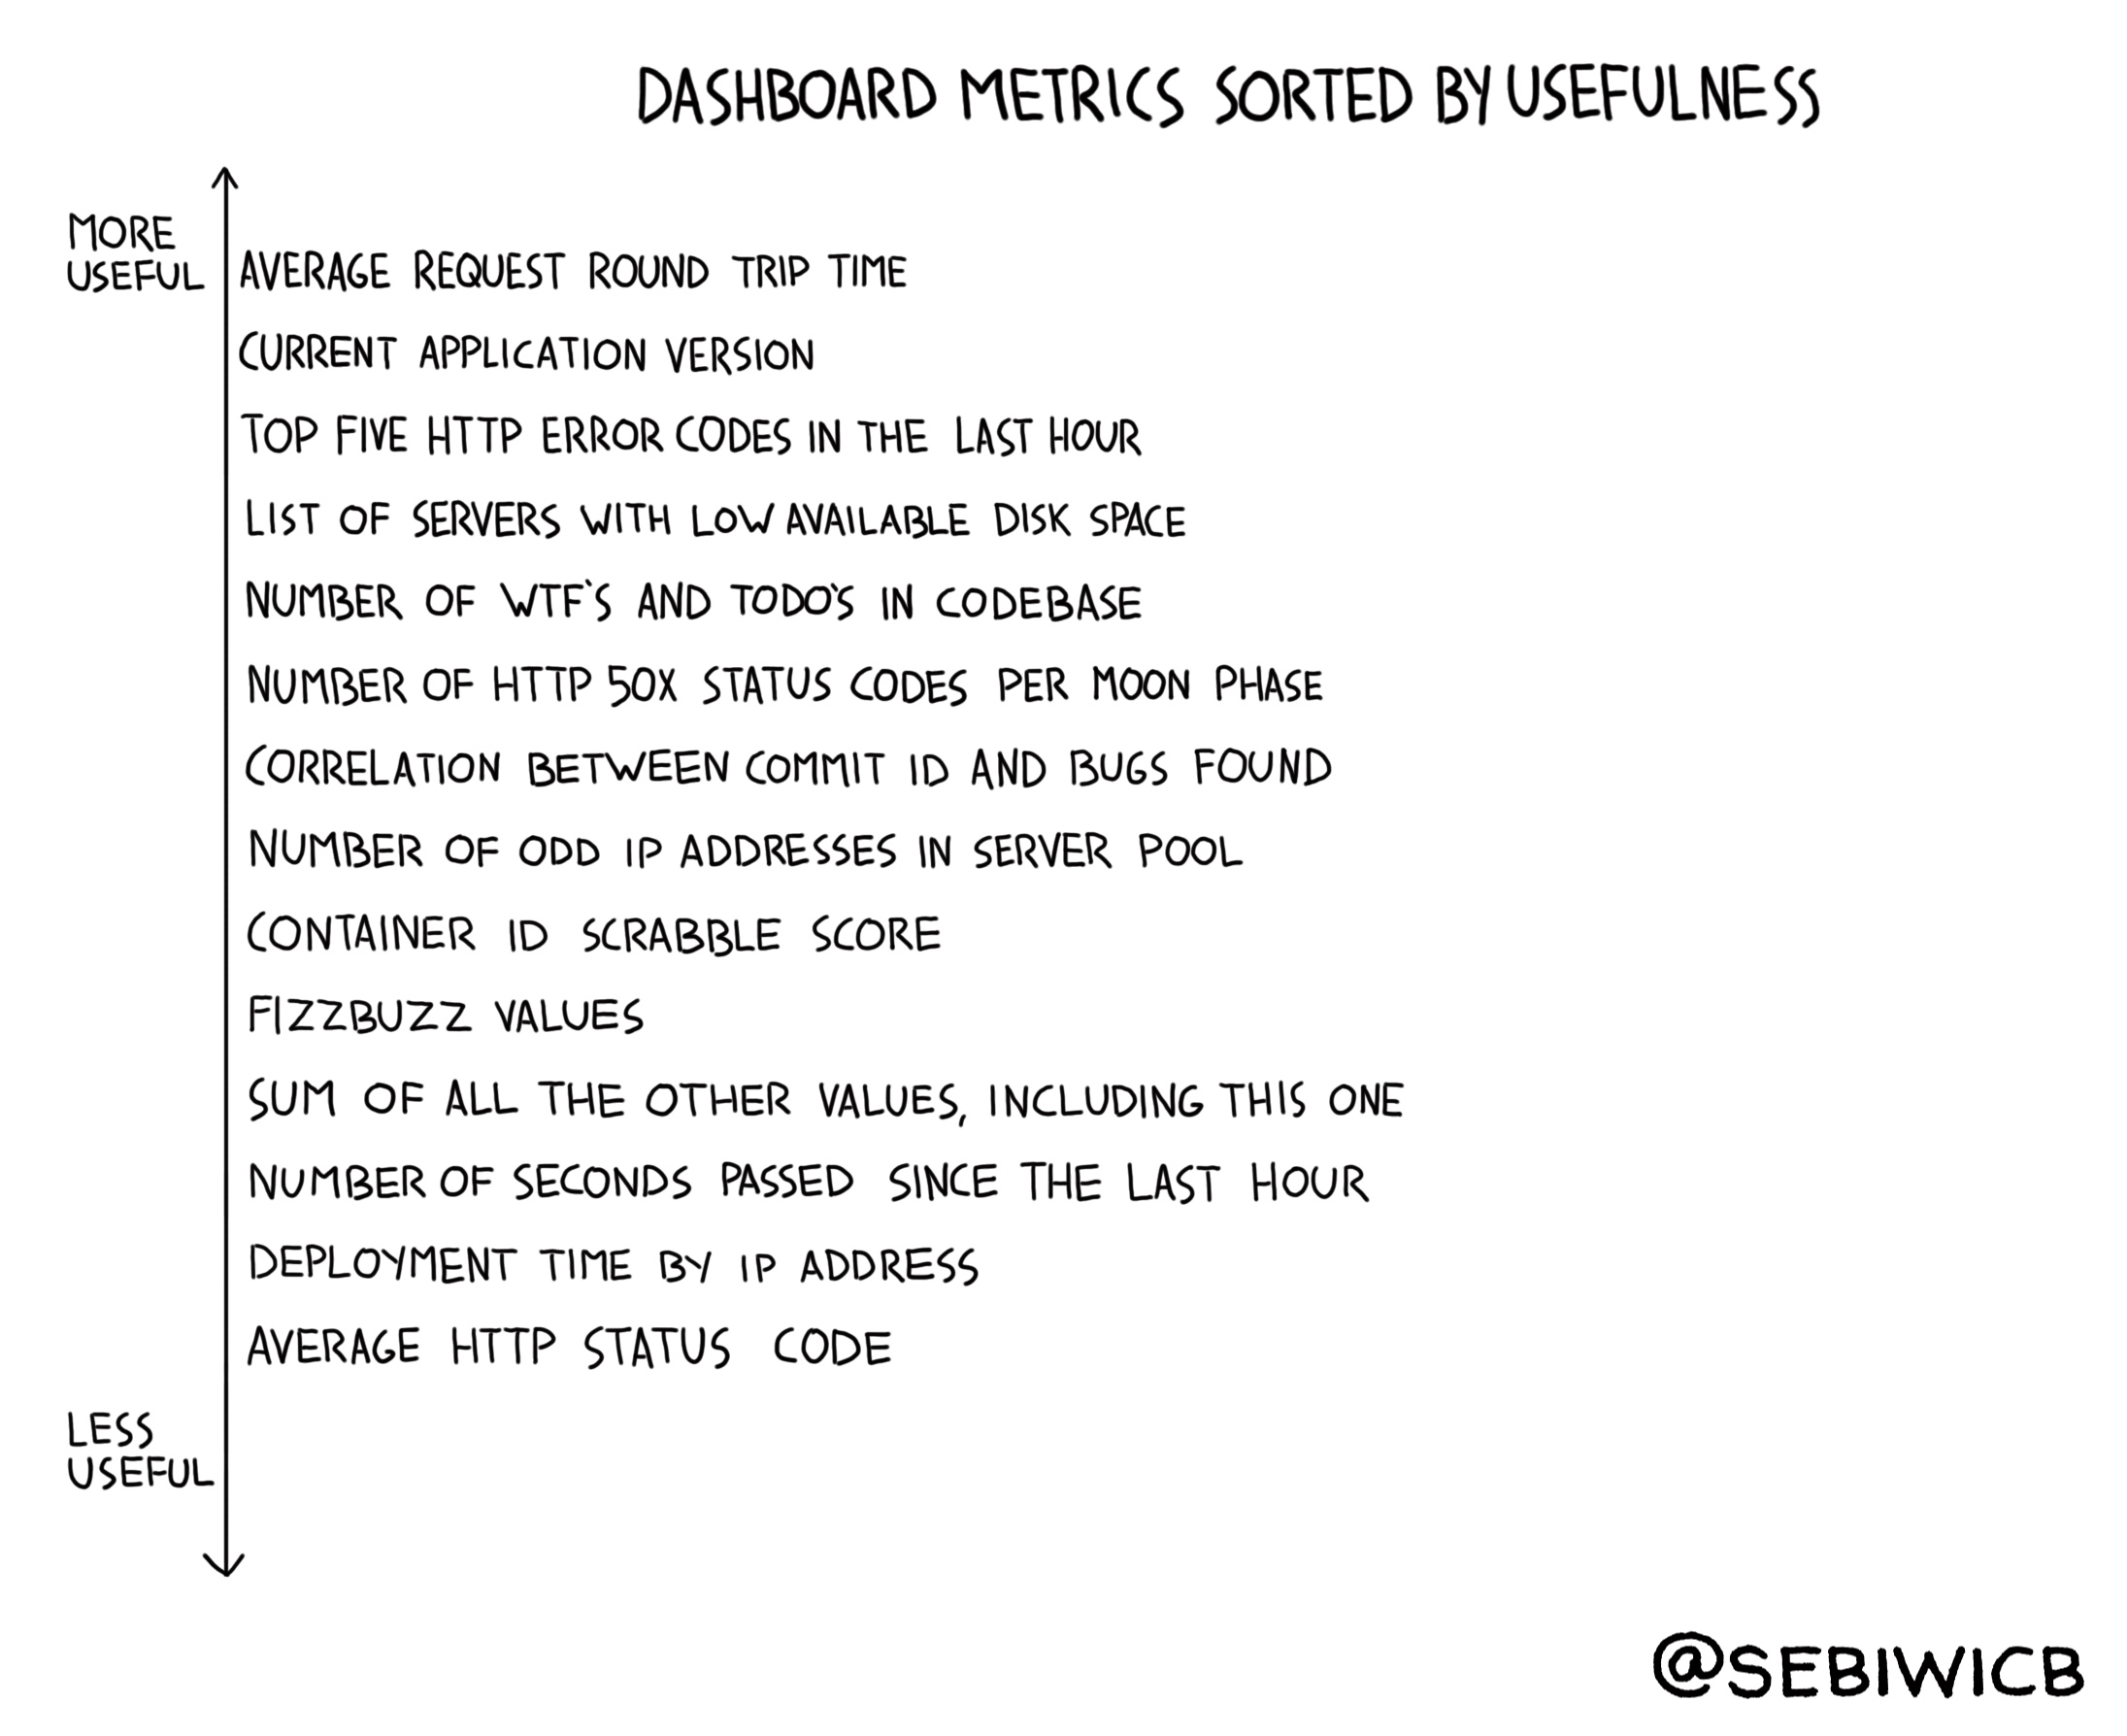 DASHBOARD METRICS SORTED BY USEFULNESS
MORE
USEFUL
AVERAGE REQUEST ROUND TRIP TIME
CURRENT APPLICATION VERSION
TOP FIVE HTTP ERROR CODES IN THE LAST HOUR
LIST OF SERVERS WITH LOW AVAILABLE DISK SPACE
NUMBER OF WTF'S AND TODO'S IN CODEBASE
NUMBER OF HTTP 50X STATUS CODES PER MOON PHASE
CORRELATION BETWEEN COMMIT ID AND BUGS FOUND
NUMBER OF ODD IP ADDRESSES IN SERVER POOL
CONTAINER ID SCRABBLE SCORE
FIZZBUZZ VALUES
SUM OF ALL THE OTHER VALUES, INCLUDING THIS ONE
NUMBER OF SECONDS PASSED SINCE THE LAST HOUR
DEPLOYMENT TIME BY IP ADDRESS
AVERAGE HTTP STATUS CODE
LESS
USEFUL
@SEBIWICB